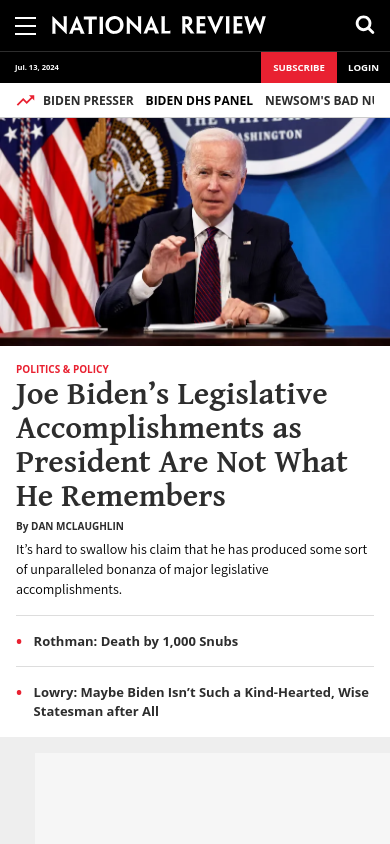 NATIONAL REVIEW
Jul. 13, 2024
SUBSCRIBE
LOGIN
BIDEN PRESSER BIDEN DHS PANEL NEWSOM'S BAD
THE WHITE
WASHINGTON
POLITICS & POLICY
Joe Biden’s Legislative
Accomplishments as
President Are Not What
He Remembers
By DAN MCLAUGHLIN
It’s hard to swallow his claim that he has produced some sort
of unparalleled bonanza of major legislative
accomplishments.
• Rothman: Death by 1,000 Snubs
• Lowry: Maybe Biden Isn’t Such a Kind-Hearted, Wise
Statesman after All